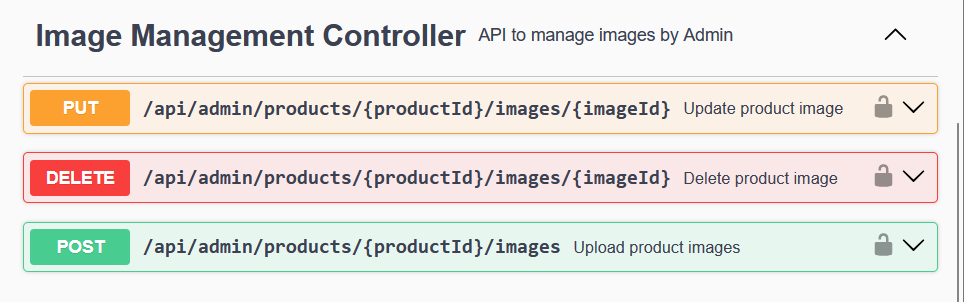 Image Management Controller API to manage images by Admin
PUT /api/admin/products/{productId}/images/{imageId} Update product image
DELETE /api/admin/products/{productId}/images/{imageId} Delete product image
POST /api/admin/products/{productId}/images Upload product images